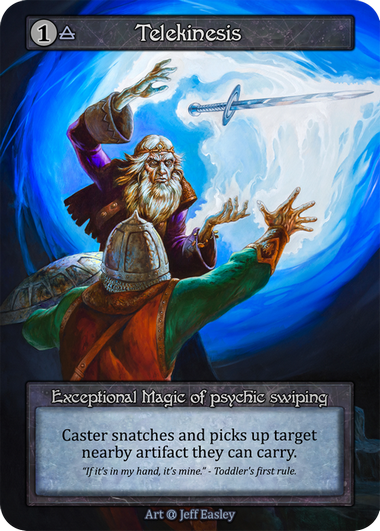 1
Telekinesis
Exceptional Magic of psychic swiping
Caster snatches and picks up target
nearby artifact they can carry.
"If it's in my hand, it's mine." - Toddler's first rule.
Art @ Jeff Easley